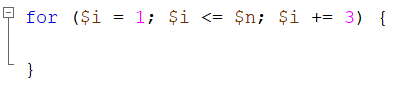 for ($i = 1; $i <= $n; $i += 3) {
}